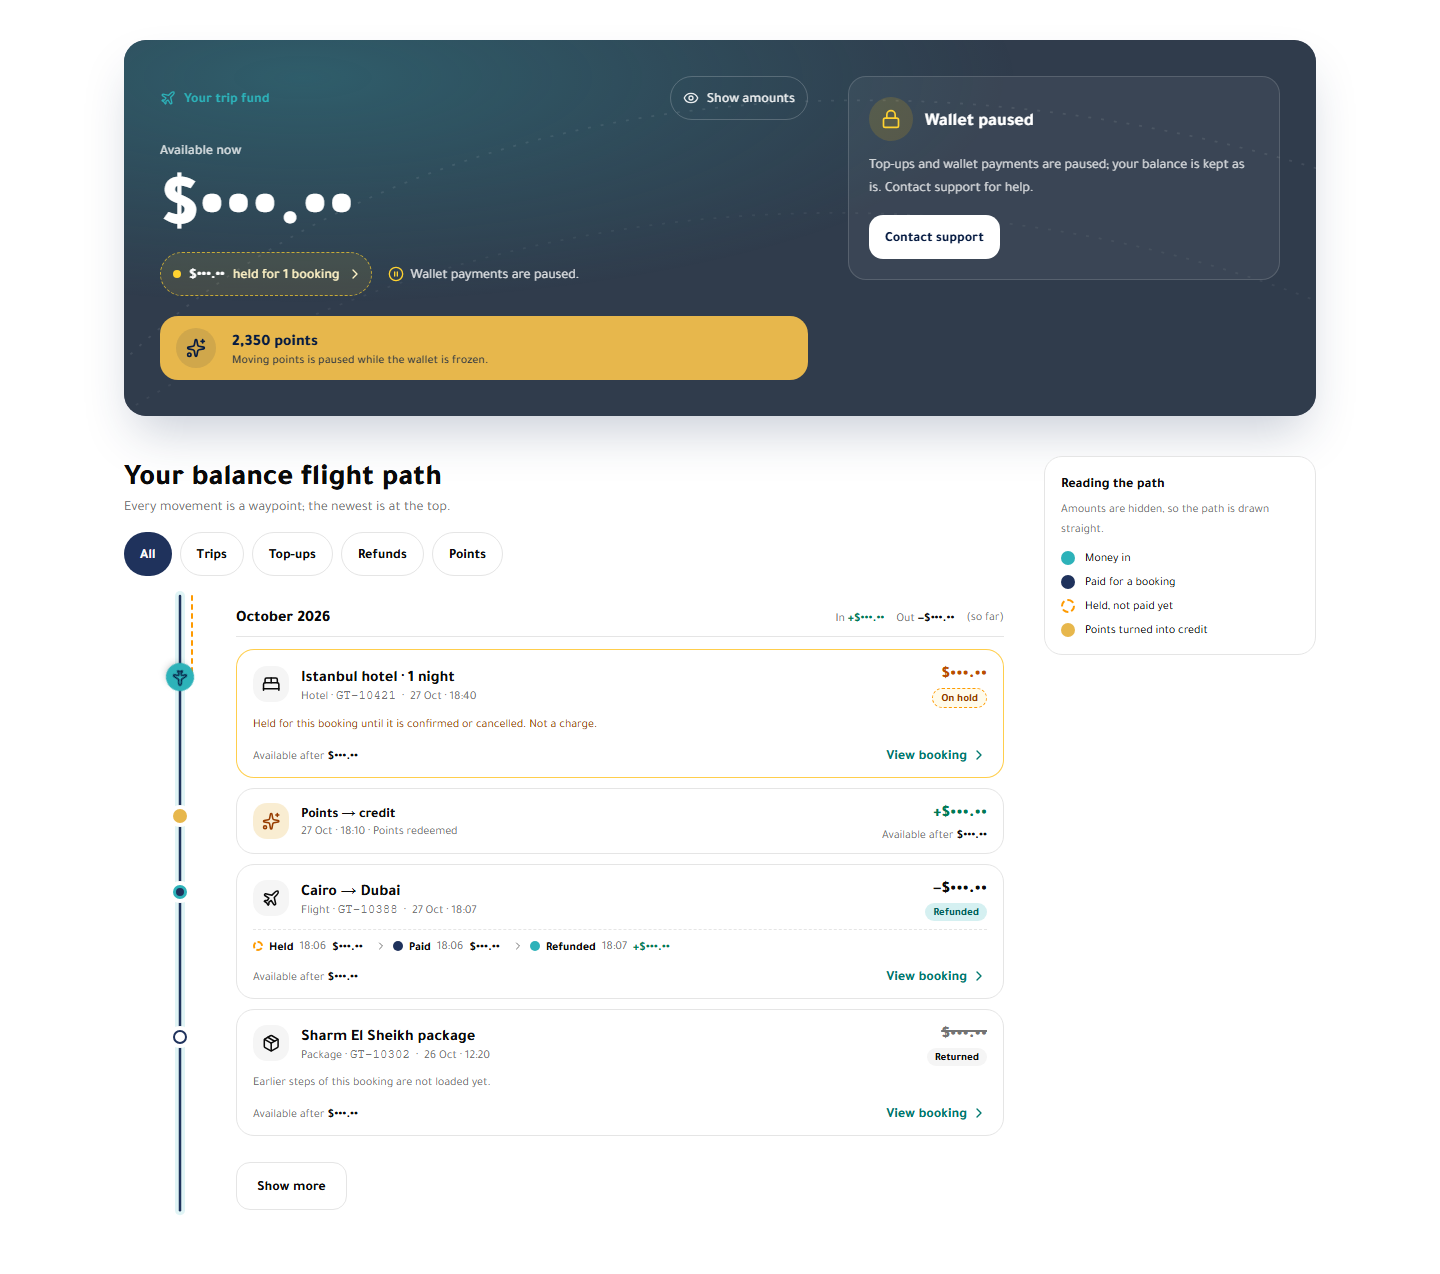 Your trip fund
Show amounts
Available now
$•••.••
$•••.•• held for 1 booking
Wallet payments are paused.
2,350 points
Moving points is paused while the wallet is frozen.
Wallet paused
Top-ups and wallet payments are paused; your balance is kept as
is. Contact support for help.
Contact support
Your balance flight path
Every movement is a waypoint; the newest is at the top.
All
Trips
Top-ups
Refunds
Points
October 2026
In +$•••.•• Out −$•••.•• (so far)
Istanbul hotel · 1 night
$•••.••
Hotel · GT-10421 · 27 Oct · 18:40
On hold
Held for this booking until it is confirmed or cancelled. Not a charge.
Available after $•••.••
View booking
Points → credit
+$•••.••
27 Oct · 18:10 · Points redeemed
Available after $•••.••
Cairo → Dubai
−$•••.••
Flight · GT-10388 · 27 Oct · 18:07
Refunded
Held 18:06 $•••.•• Paid 18:06 $•••.•• Refunded 18:07 +$•••.••
Available after $•••.••
View booking
Sharm El Sheikh package
$•••.••
Package · GT-10302 · 26 Oct · 12:20
Returned
Earlier steps of this booking are not loaded yet.
Available after $•••.••
View booking
Show more
Reading the path
Amounts are hidden, so the path is drawn
straight.
Money in
Paid for a booking
Held, not paid yet
Points turned into credit